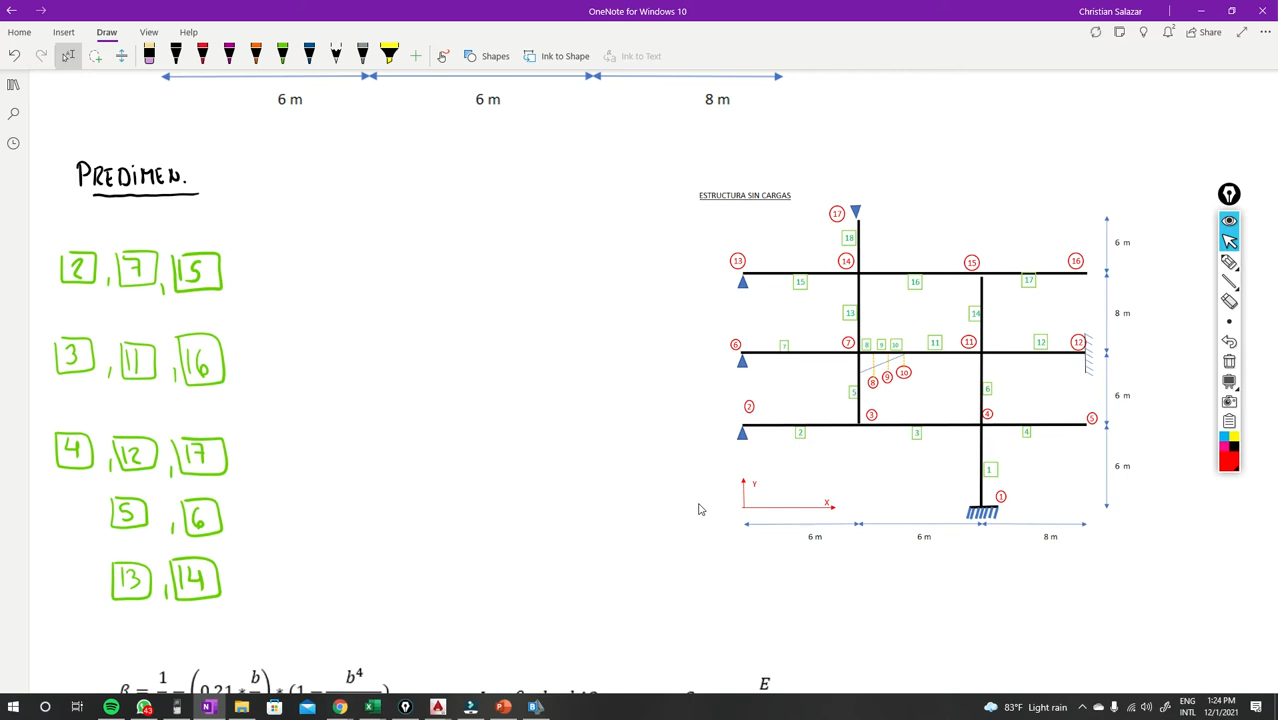 OneNote for Windows 10
Christian Salazar
Home Insert Draw View Help
Share
Shapes Ink to Shape Ink to Text
6 m 6 m 8 m
PREDIMEN.
ESTRUCTURA SIN CARGAS
17
18 6 m
13 14 15 16
15 16 17
2, 7, 15
13 14 8 m
6 7 8 9 10 11 11 12 12
7
3, 11, 16
8 9 10
5 6 6 m
2 3 4 5
2 3 4
4, 12, 17
1 6 m
Y
1
X
5, 6
6 m 6 m 8 m
13, 14
E
43
83°F Light rain
ENG
INTL
1:24 PM
12/1/2021